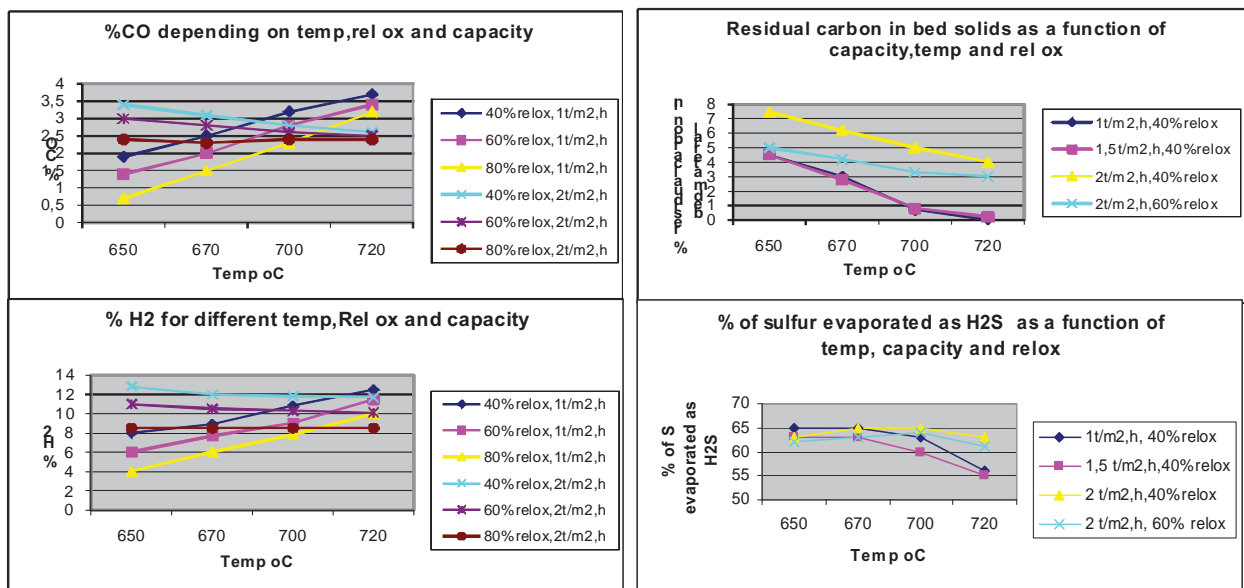 %CO depending on temp,rel ox and capacity
4
3,5
3
2,5
2
1,5
1
0,5
0
%CO
650 670 700 720
Temp oC
40%relox,1t/m2,h
60%relox,1t/m2,h
80%relox,1t/m2,h
40%relox,2t/m2,h
60%relox,2t/m2,h
80%relox,2t/m2,h
Residual carbon in bed solids as a function of
capacity,temp and rel ox
8
7
6
5
4
3
2
1
0
650 670 700 720
Temp oC
1t/m2,h,40%relox
1,5t/m2,h,40%relox
2t/m2,h,40%relox
2t/m2,h,60%relox
% H2 for different temp,Rel ox and capacity
14
12
10
8
6
4
2
0
% H2
650 670 700 720
Temp oC
40%relox,1t/m2,h
60%relox,1t/m2,h
80%relox,1t/m2,h
40%relox,2t/m2,h
60%relox,2t/m2,h
80%relox,2t/m2,h
% of sulfur evaporated as H2S as a function of
temp, capacity and relox
70
65
60
55
50
% of S
evaporated as
H2S
650 670 700 720
Temp oC
1t/m2,h, 40%relox
1,5 t/m2,h,40%relox
2 t/m2,h,40%relox
2 t/m2,h, 60% relox